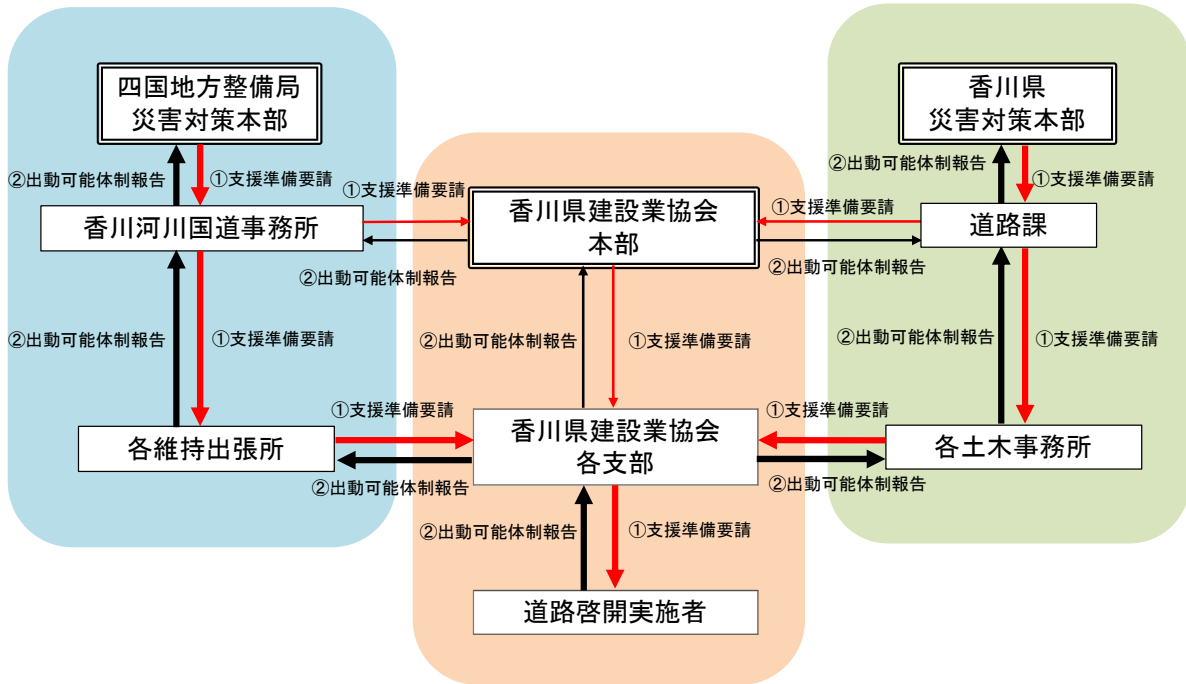 四国地方整備局
災害対策本部
香川県
災害対策本部
②出動可能体制報告
①支援準備要請
②出動可能体制報告
①支援準備要請
①支援準備要請
①支援準備要請
香川河川国道事務所
香川県建設業協会
本部
道路課
②出動可能体制報告
②出動可能体制報告
②出動可能体制報告
①支援準備要請
②出動可能体制報告
①支援準備要請
②出動可能体制報告
①支援準備要請
①支援準備要請
①支援準備要請
各維持出張所
香川県建設業協会
各支部
各土木事務所
②出動可能体制報告
②出動可能体制報告
②出動可能体制報告
①支援準備要請
道路啓開実施者